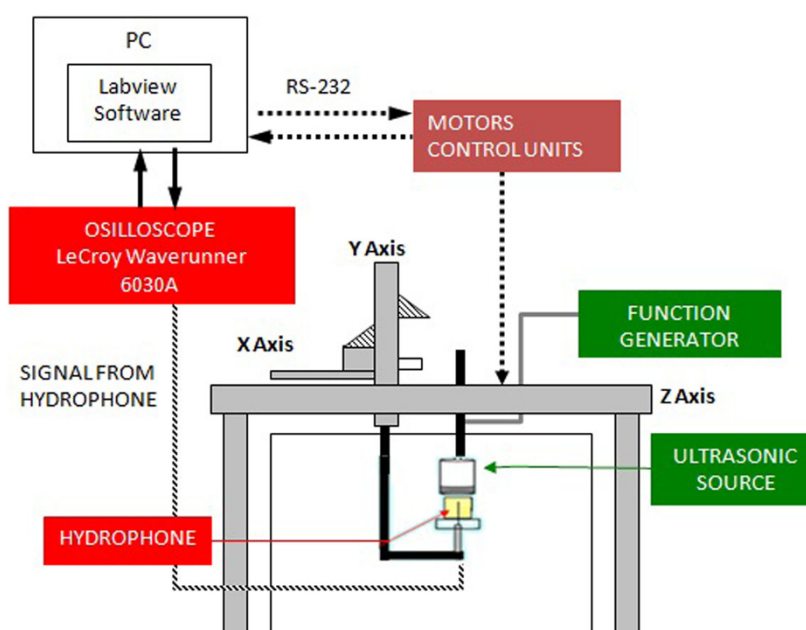 PC
Labview
Software
RS-232
MOTORS
CONTROL UNITS
OSILLOSCOPE
LeCroy Waverunner
6030A
Y Axis
X Axis
FUNCTION
GENERATOR
SIGNAL FROM
HYDROPHONE
Z Axis
ULTRASONIC
SOURCE
HYDROPHONE